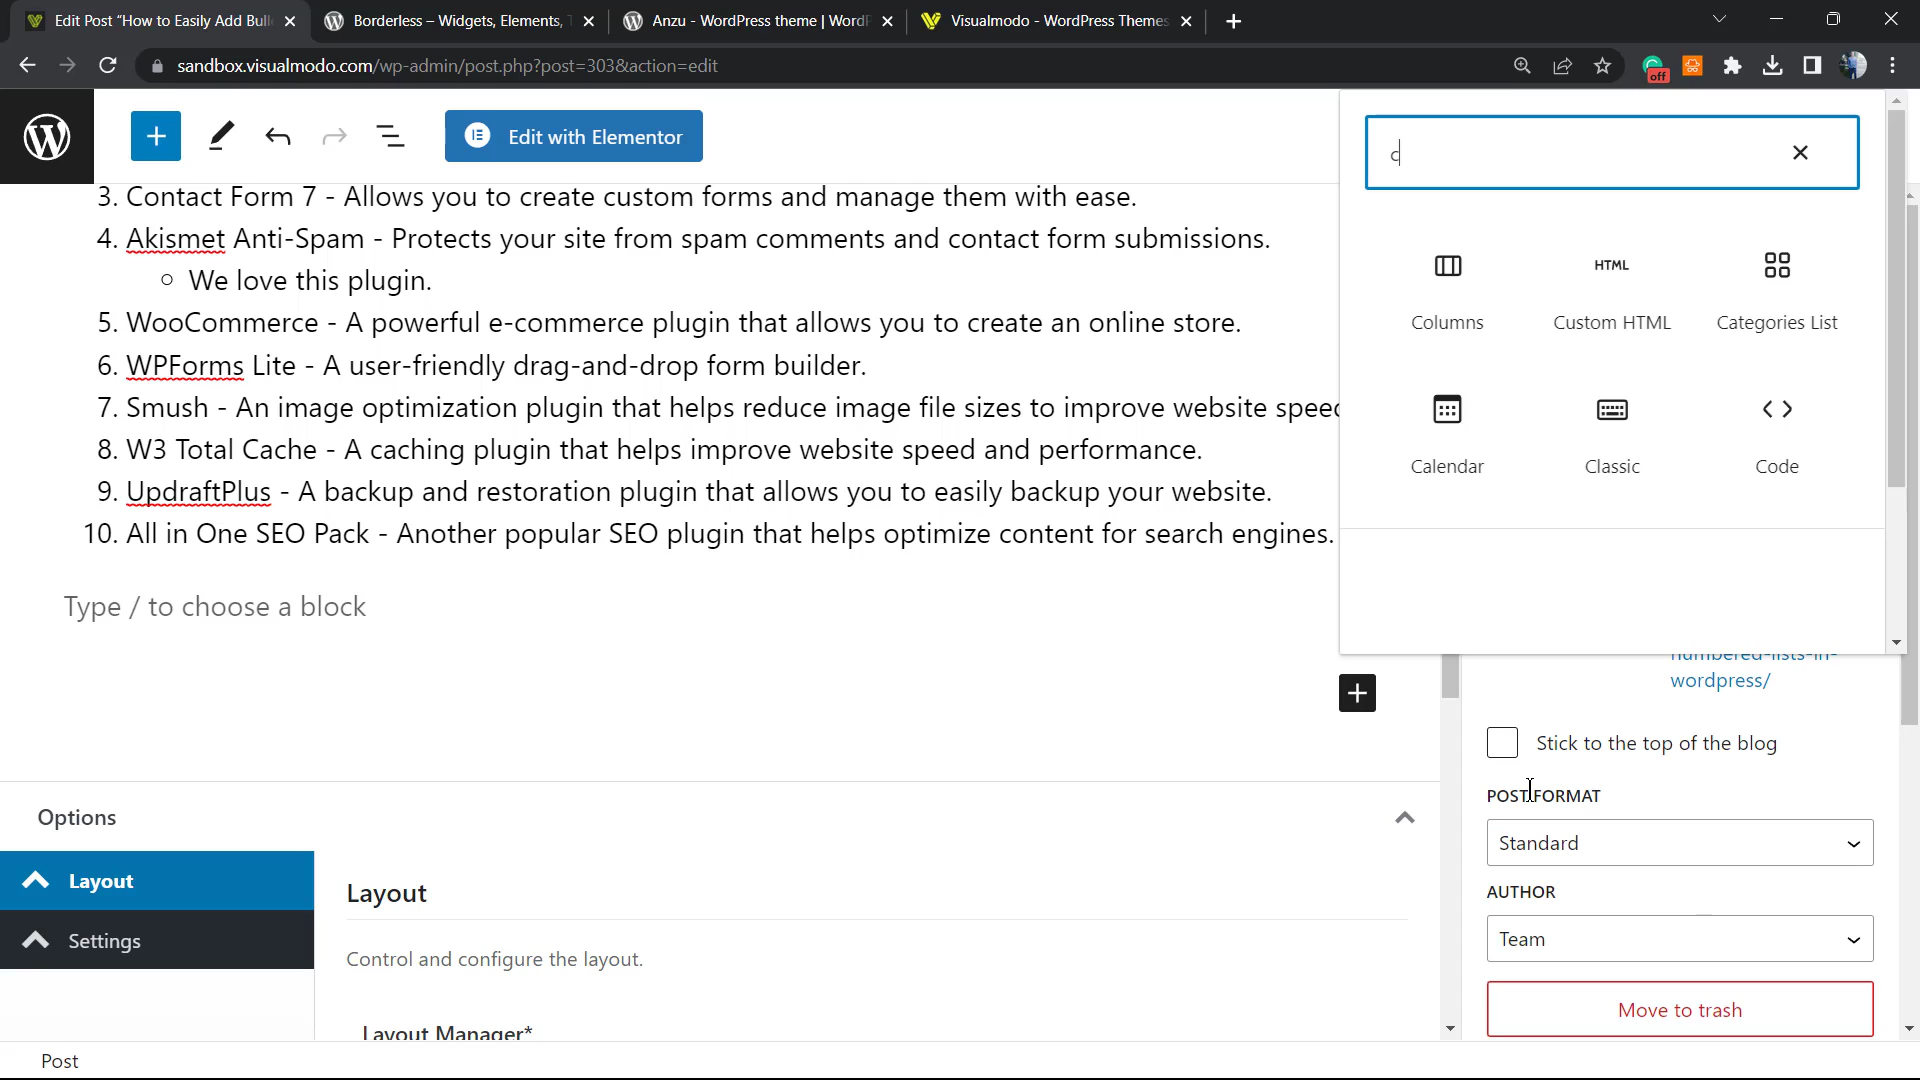 Edit Post “How to Easily Add Bull
Borderless – Widgets, Elements, T
Anzu - WordPress theme | WordP
Visualmodo - WordPress Themes
sandbox.visualmodo.com/wp-admin/post.php?post=303&action=edit
off
Edit with Elementor
c
3. Contact Form 7 - Allows you to create custom forms and manage them with ease.
4. Akismet Anti-Spam - Protects your site from spam comments and contact form submissions.
We love this plugin.
5. WooCommerce - A powerful e-commerce plugin that allows you to create an online store.
6. WPForms Lite - A user-friendly drag-and-drop form builder.
7. Smush - An image optimization plugin that helps reduce image file sizes to improve website speed
8. W3 Total Cache - A caching plugin that helps improve website speed and performance.
9. UpdraftPlus - A backup and restoration plugin that allows you to easily backup your website.
10. All in One SEO Pack - Another popular SEO plugin that helps optimize content for search engines.
Type / to choose a block
HTML
Columns
Custom HTML
Categories List
Calendar
Classic
Code
numbered-lists-in-
wordpress/
Stick to the top of the blog
POST FORMAT
Standard
AUTHOR
Team
Move to trash
Options
Layout
Settings
Layout
Control and configure the layout.
Layout Manager*
Post